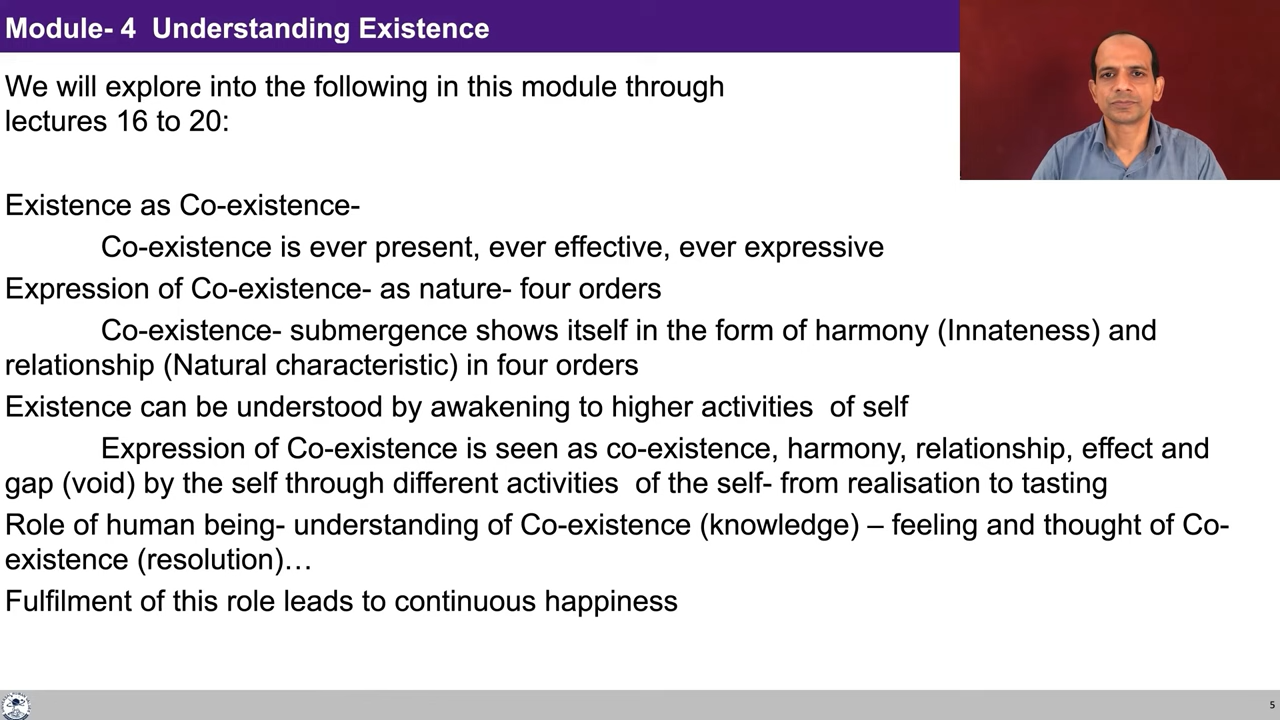 Module- 4 Understanding Existence
We will explore into the following in this module through
lectures 16 to 20:
Existence as Co-existence-
Co-existence is ever present, ever effective, ever expressive
Expression of Co-existence- as nature- four orders
Co-existence- submergence shows itself in the form of harmony (Innateness) and
relationship (Natural characteristic) in four orders
Existence can be understood by awakening to higher activities of self
Expression of Co-existence is seen as co-existence, harmony, relationship, effect and
gap (void) by the self through different activities of the self- from realisation to tasting
Role of human being- understanding of Co-existence (knowledge) – feeling and thought of Co-
existence (resolution)…
Fulfilment of this role leads to continuous happiness
5